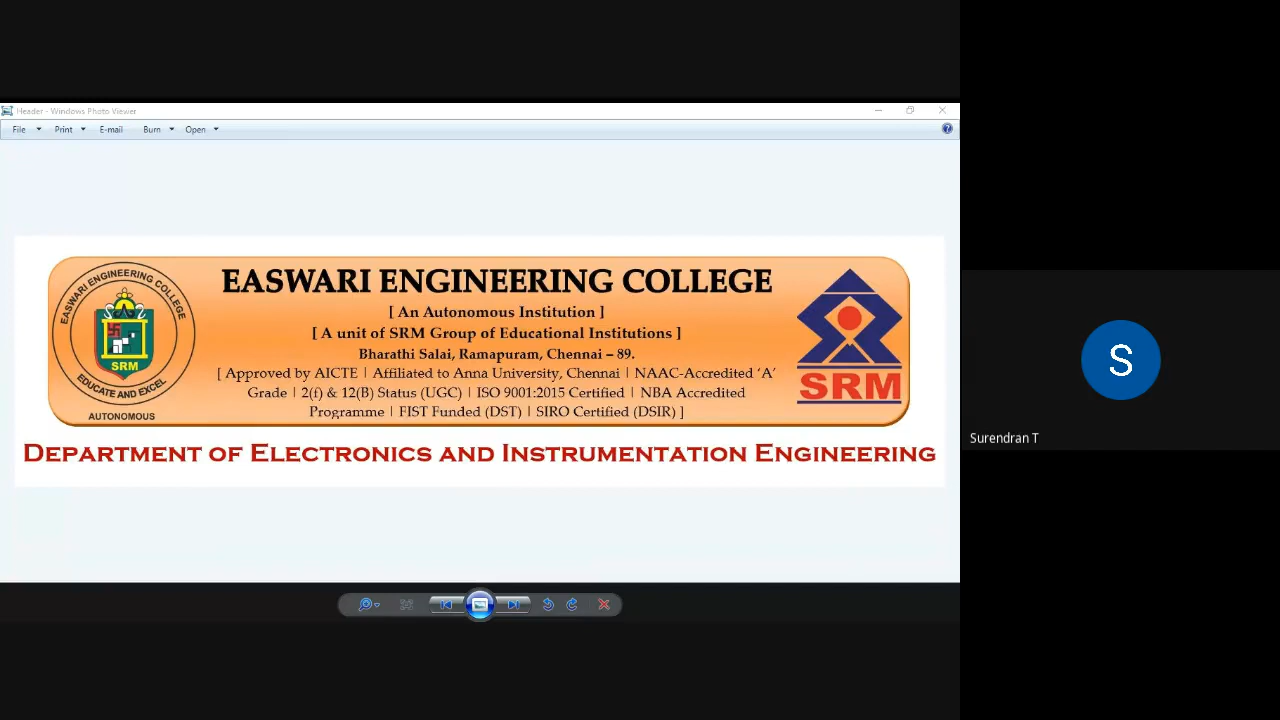 Header - Windows Photo Viewer
File Print E-mail Burn Open
EASWARI ENGINEERING COLLEGE
EDUCATE AND EXCEL
SRM
AUTONOMOUS
EASWARI ENGINEERING COLLEGE
[ An Autonomous Institution ]
[ A unit of SRM Group of Educational Institutions ]
Bharathi Salai, Ramapuram, Chennai – 89.
[ Approved by AICTE | Affiliated to Anna University, Chennai | NAAC-Accredited ‘A’
Grade | 2(f) & 12(B) Status (UGC) | ISO 9001:2015 Certified | NBA Accredited
Programme | FIST Funded (DST) | SIRO Certified (DSIR) ]
SRM
DEPARTMENT OF ELECTRONICS AND INSTRUMENTATION ENGINEERING
S
Surendran T